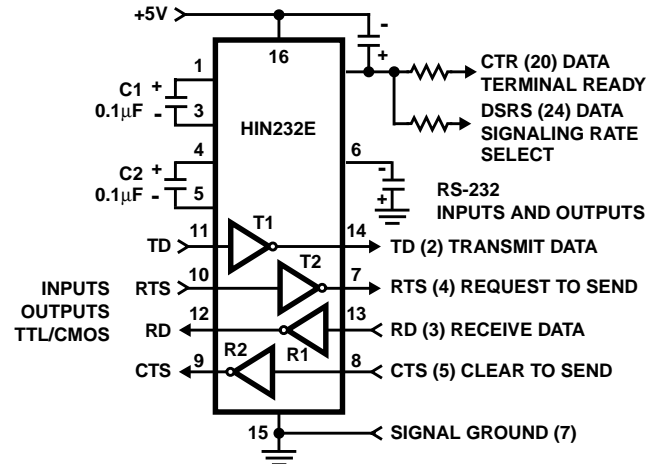 +5V
-
+
16
1
CTR (20) DATA
TERMINAL READY
C1 +
0.1µF -
3
HIN232E
DSRS (24) DATA
SIGNALING RATE
SELECT
4
6
C2 +
0.1µF -
5
-
+
RS-232
INPUTS AND OUTPUTS
T1
11
14
TD
TD (2) TRANSMIT DATA
T2
10
7
INPUTS
OUTPUTS
TTL/CMOS
RTS
RTS (4) REQUEST TO SEND
12
13
RD
RD (3) RECEIVE DATA
R2
R1
9
8
CTS
CTS (5) CLEAR TO SEND
15
SIGNAL GROUND (7)